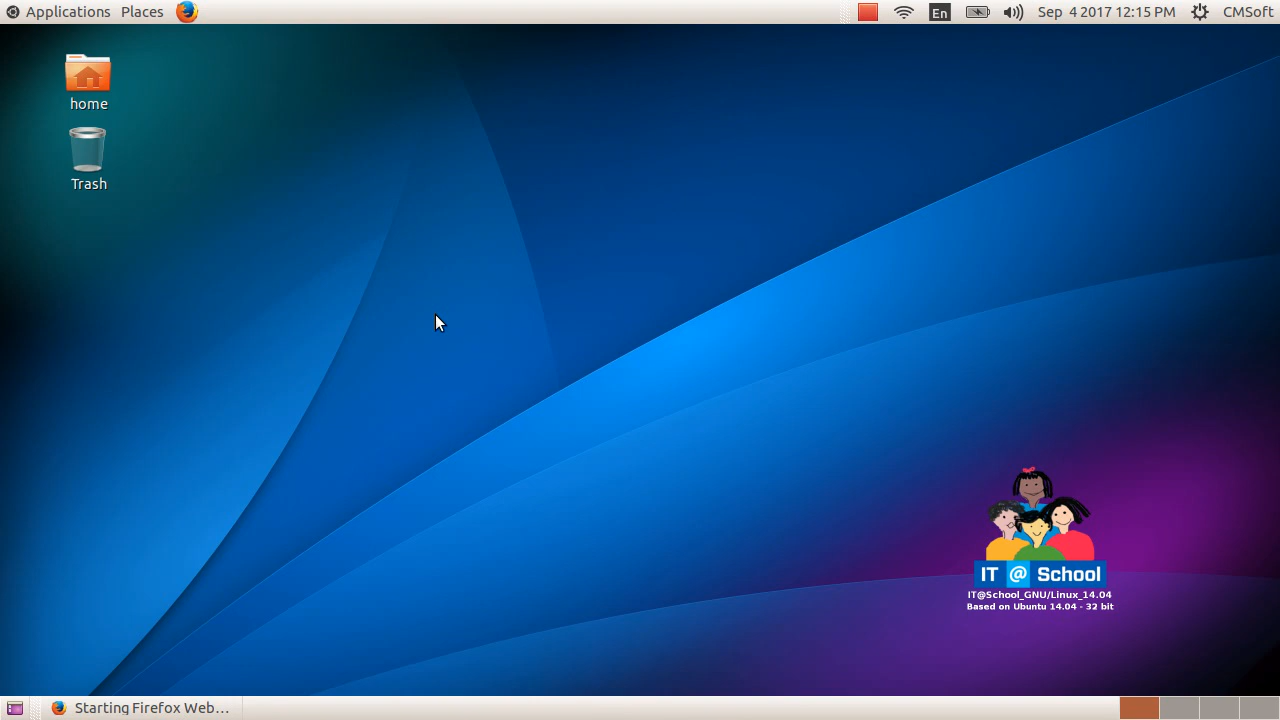 Applications Places En Sep 4 2017 12:15 PM CMSoft
home
Trash
IT @ School
IT@School_GNU/Linux_14.04
Based on Ubuntu 14.04 - 32 bit
Starting Firefox Web...